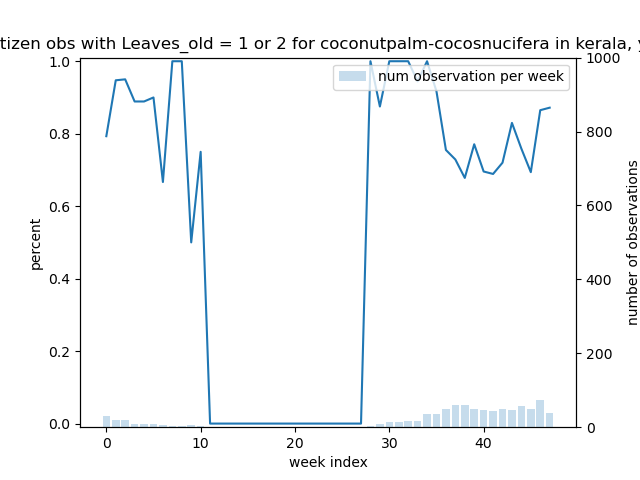 tizen obs with Leaves_old = 1 or 2 for coconutpalm-cocosnucifera in kerala,
num observation per week
1.0
0.8
0.6
0.4
0.2
0.0
percent
1000
800
600
400
200
0
number of observations
0 10 20 30 40
week index